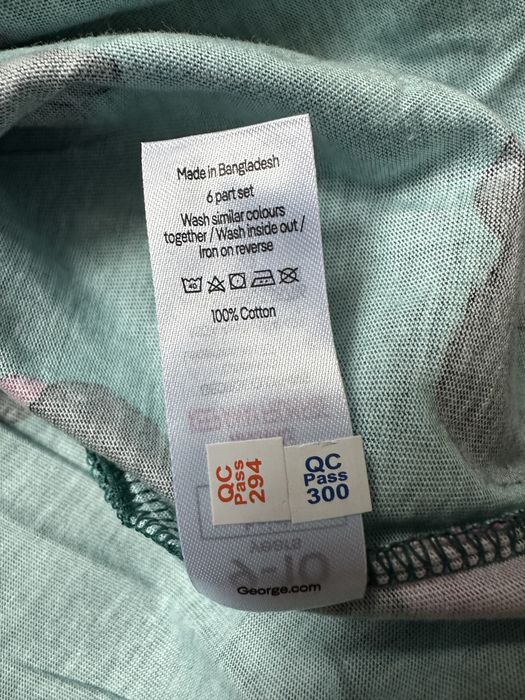 Made in Bangladesh
6 part set
Wash similar colours
together / Wash inside out /
Iron on reverse
40
100% Cotton
QC
Pass
294
QC
Pass
300
George.com